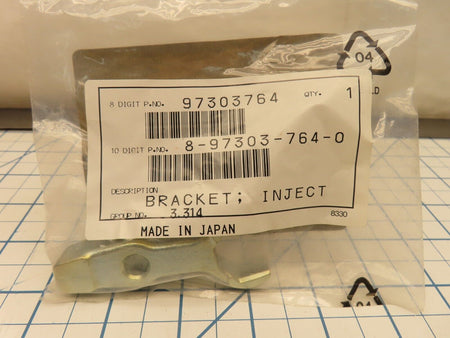 8 DIGIT P.NO. 97303764 QTY. 1
10 DIGIT P.NO. 8-97303-764-0
DESCRIPTION
BRACKET; INJECT
GROUP NO. 3.314
8330
MADE IN JAPAN
04
04